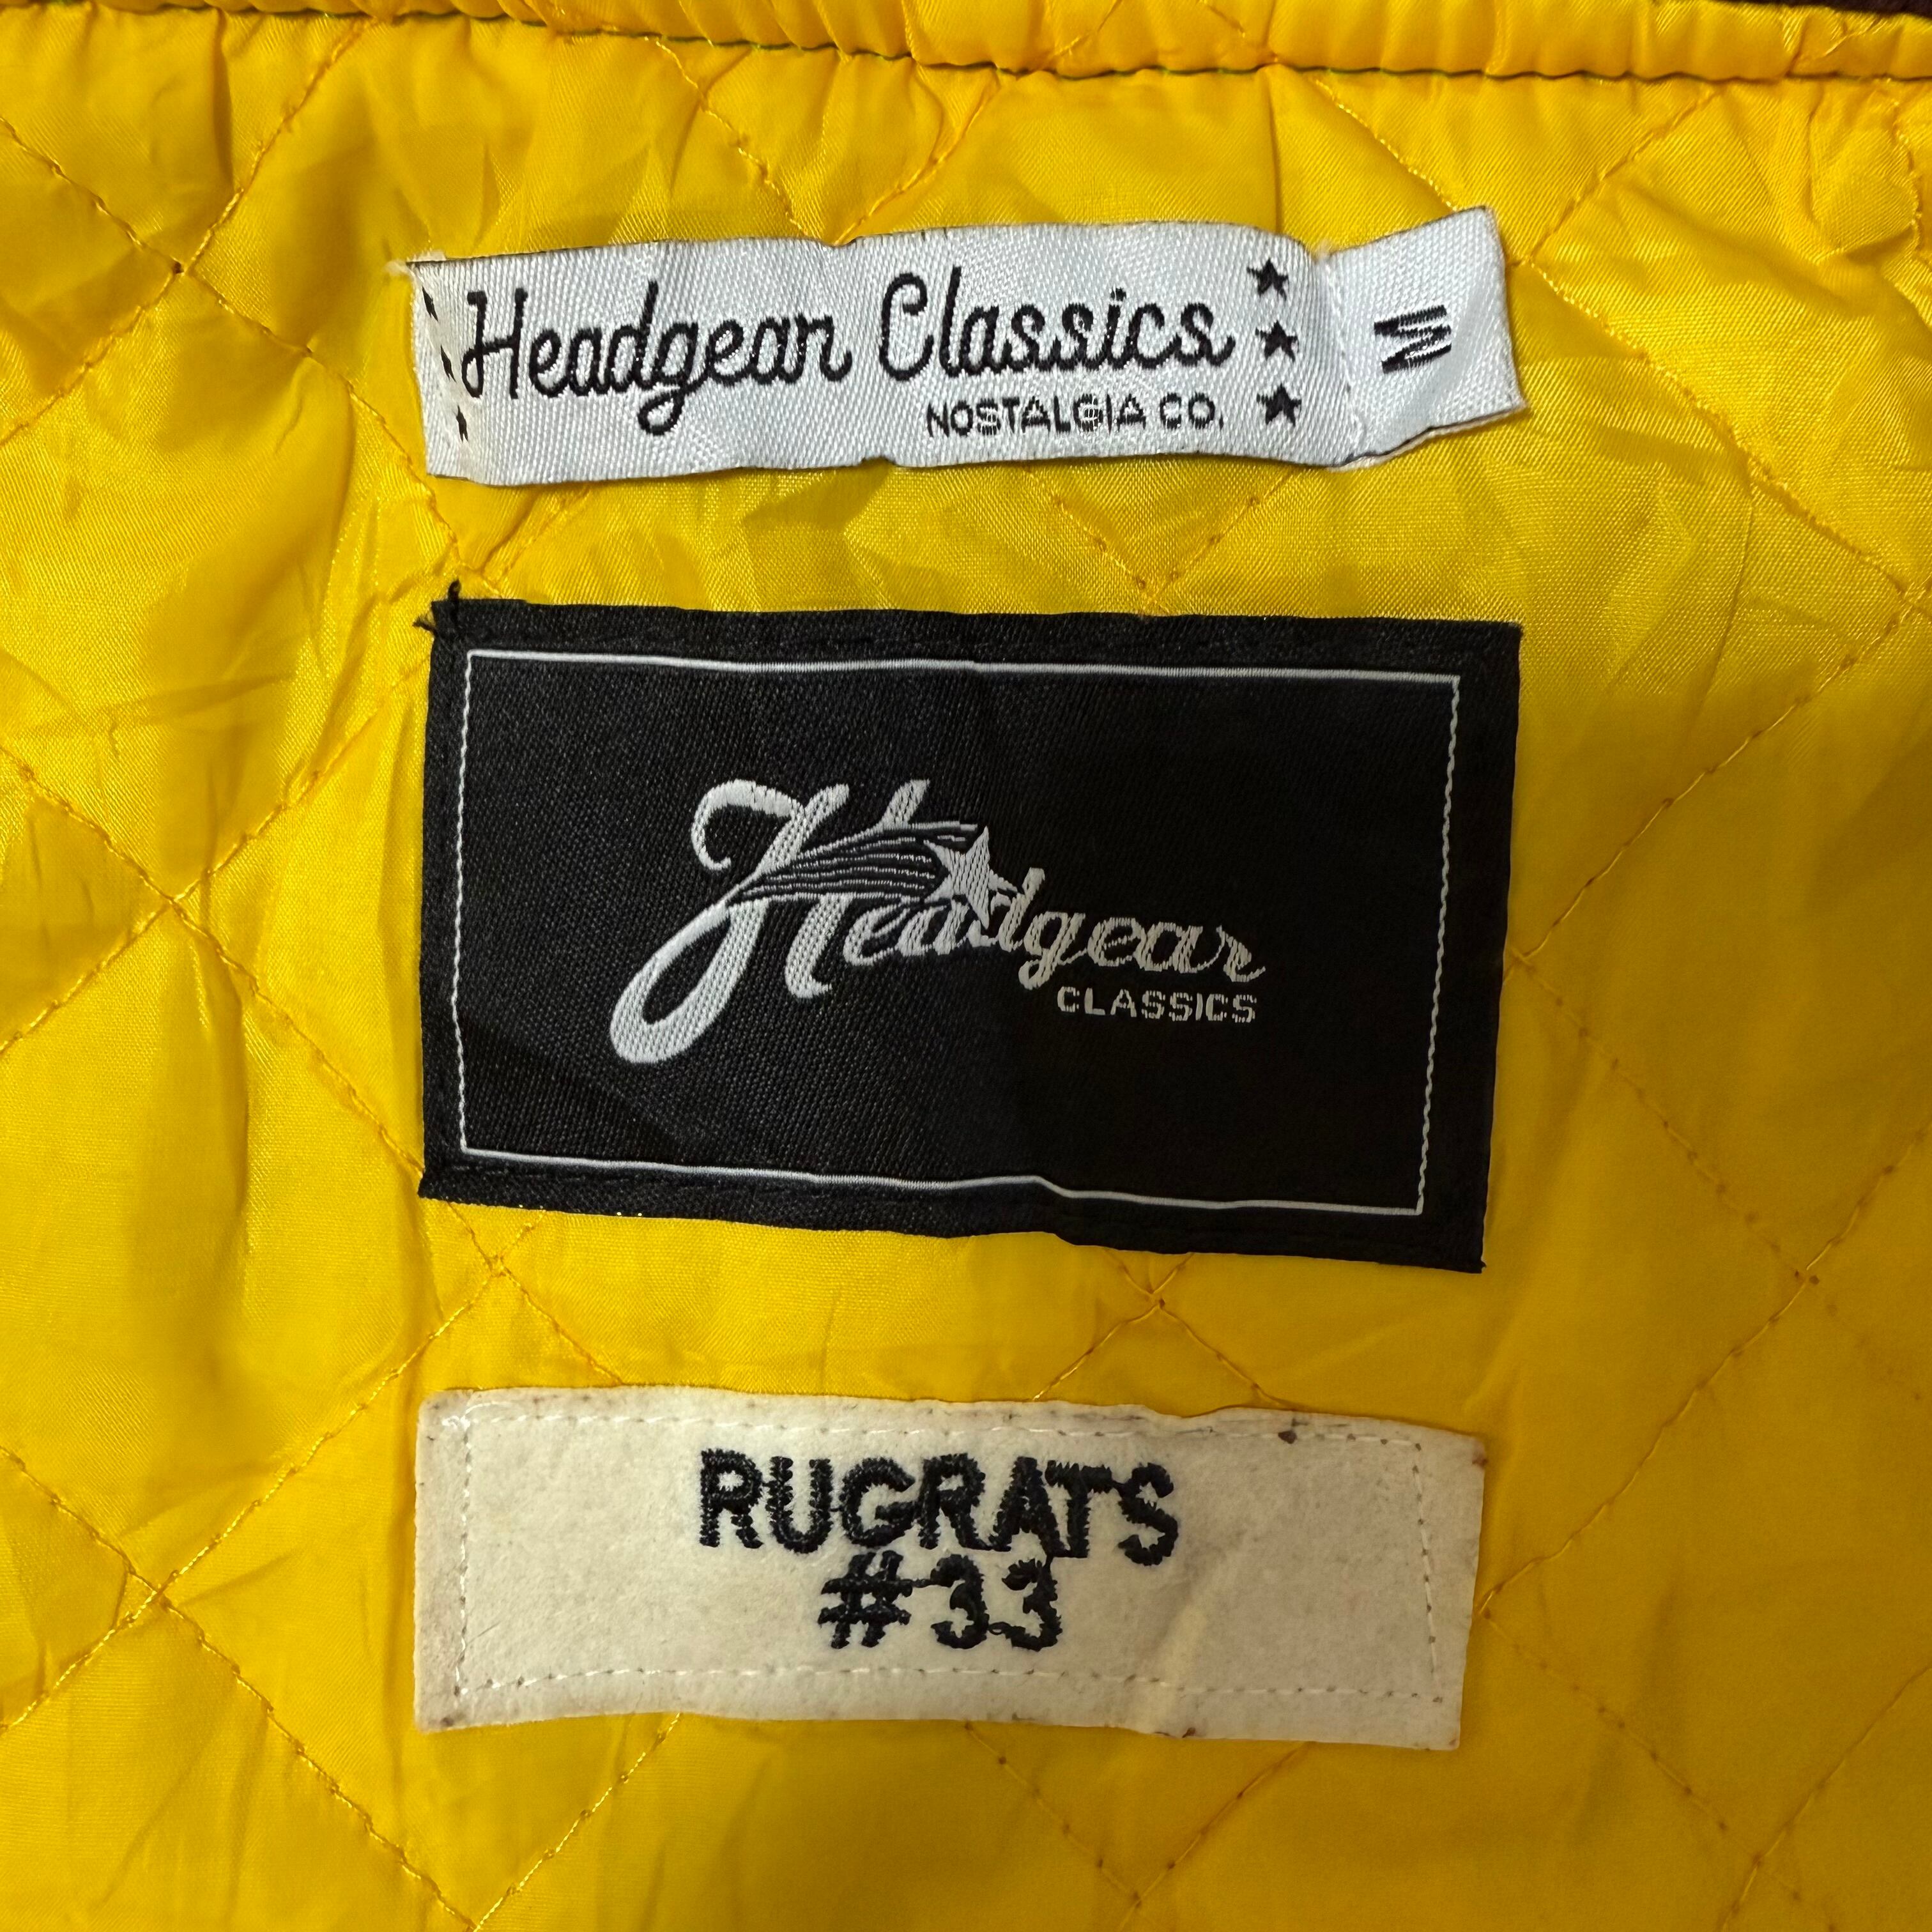 Headgear Classics
NOSTALGIA CO.
M
Headgear
CLASSICS
RUGRATS
#33